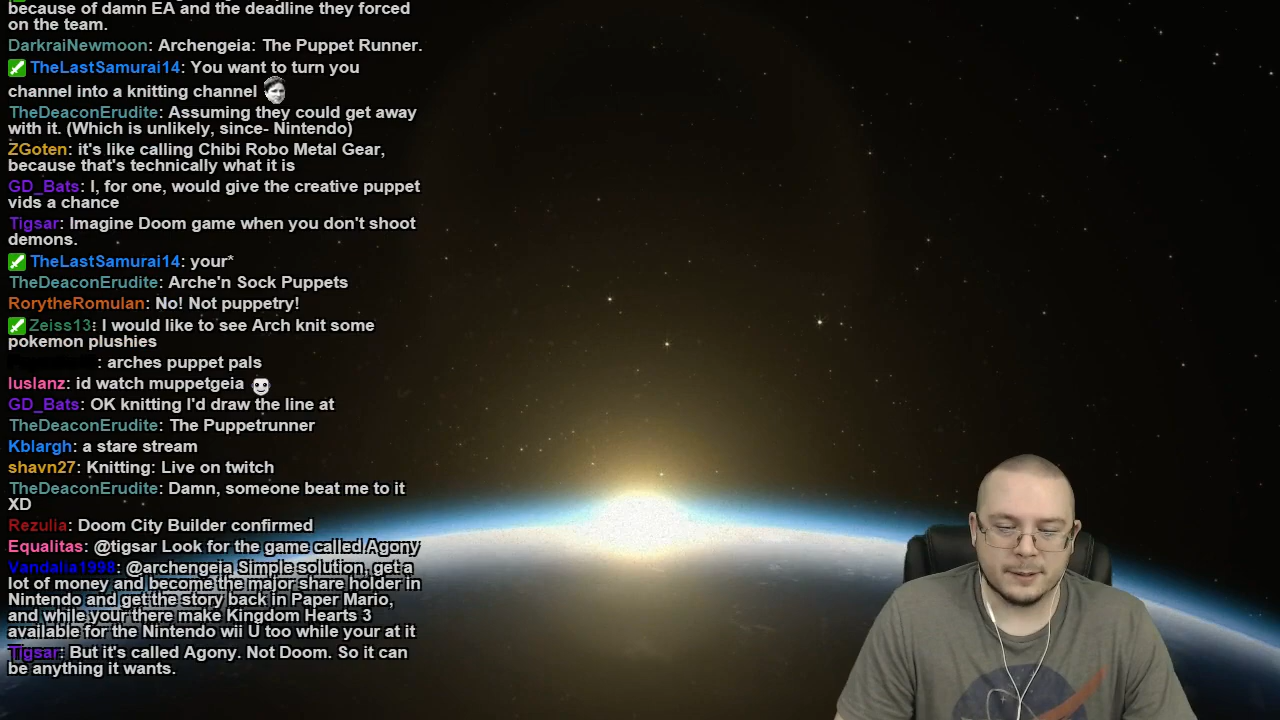 because of damn EA and the deadline they forced
on the team.
DarkraiNewmoon: Archengeia: The Puppet Runner.
TheLastSamurai14: You want to turn you
channel into a knitting channel
TheDeaconErudite: Assuming they could get away
with it. (Which is unlikely, since- Nintendo)
ZGoten: it's like calling Chibi Robo Metal Gear,
because that's technically what it is
GD_Bats: I, for one, would give the creative puppet
vids a chance
Tigsar: Imagine Doom game when you don't shoot
demons.
TheLastSamurai14: your*
TheDeaconErudite: Arche'n Sock Puppets
RorytheRomulan: No! Not puppetry!
Zeiss13: I would like to see Arch knit some
pokemon plushies
: arches puppet pals
luslanz: id watch muppetgeia
GD_Bats: OK knitting I'd draw the line at
TheDeaconErudite: The Puppetrunner
Kblargh: a stare stream
shavn27: Knitting: Live on twitch
TheDeaconErudite: Damn, someone beat me to it
XD
Rezulia: Doom City Builder confirmed
Equalitas: @tigsar Look for the game called Agony
Vandalia1998: @archengeia Simple solution, get a
lot of money and become the major share holder in
Nintendo and get the story back in Paper Mario,
and while your there make Kingdom Hearts 3
available for the Nintendo wii U too while your at it
Tigsar: But it's called Agony. Not Doom. So it can
be anything it wants.